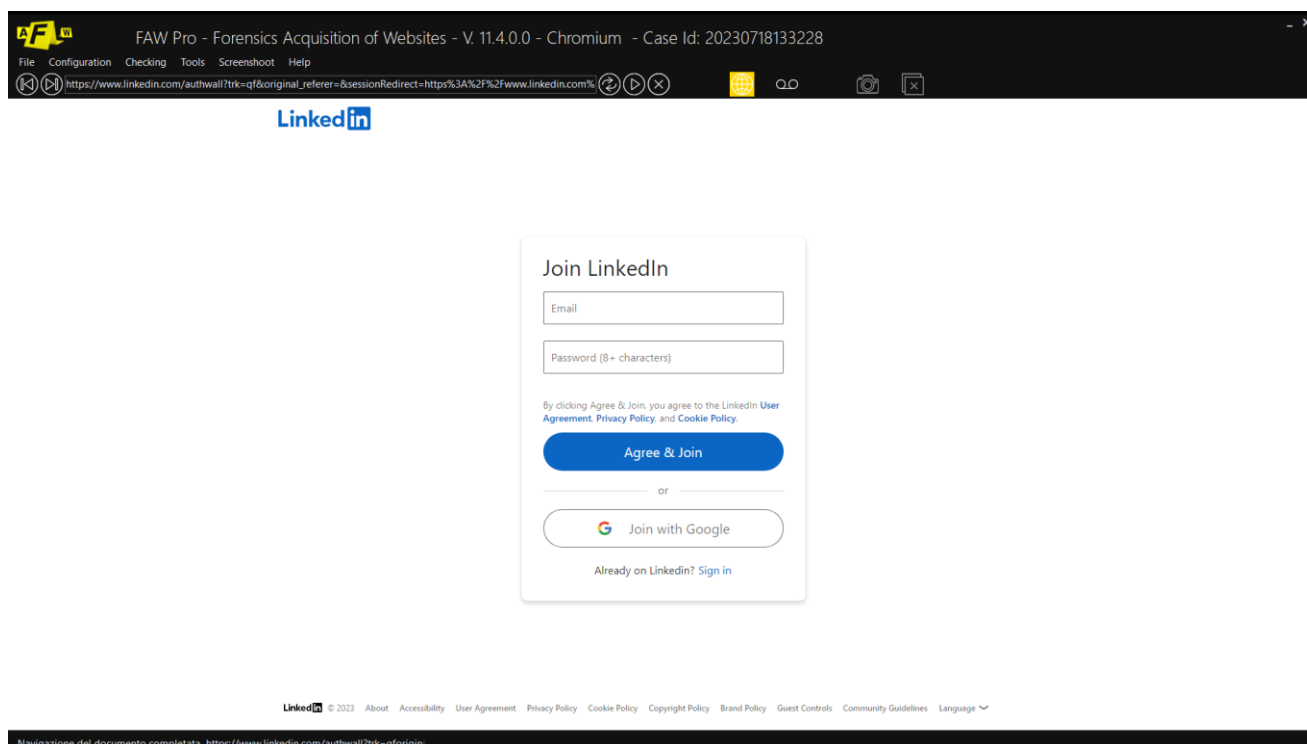 AFW
FAW Pro - Forensics Acquisition of Websites - V. 11.4.0.0 - Chromium - Case Id: 20230718133228
File Configuration Checking Tools Screenshoot Help
https://www.linkedin.com/authwall?trk=qf&original_referer=&sessionRedirect=https%3A%2F%2Fwww.linkedin.com%
Linked in
Join LinkedIn
Email
Password (8+ characters)
By clicking Agree & Join, you agree to the LinkedIn User
Agreement, Privacy Policy, and Cookie Policy.
Agree & Join
or
Join with Google
Already on Linkedin? Sign in
Linked in © 2023 About Accessibility User Agreement Privacy Policy Cookie Policy Copyright Policy Brand Policy Guest Controls Community Guidelines Language
Navigazione del documento completata. https://www.linkedin.com/authwall?trk=qforigin: